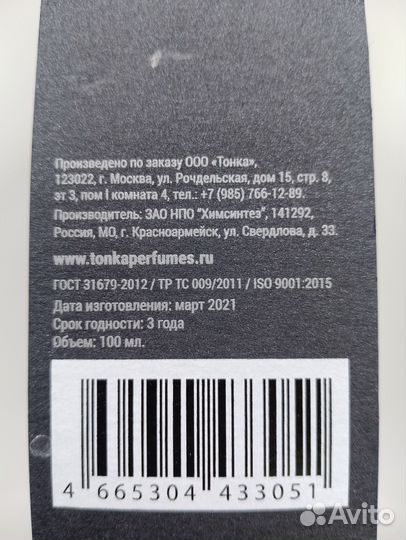 Произведено по заказу ООО «Тонка»,
123022, г. Москва, ул. Рочдельская, дом 15, стр. 8,
эт 3, пом I комната 4, тел.: +7 (985) 766-12-89.
Производитель: ЗАО НПО "Химсинтез", 141292,
Россия, МО, г. Красноармейск, ул. Свердлова, д. 33.
www.tonkaperfumes.ru
ГОСТ 31679-2012 / ТР ТС 009/2011 / ISO 9001:2015
Дата изготовления: март 2021
Срок годности: 3 года
Объем: 100 мл.
4 665304 433051
Avito